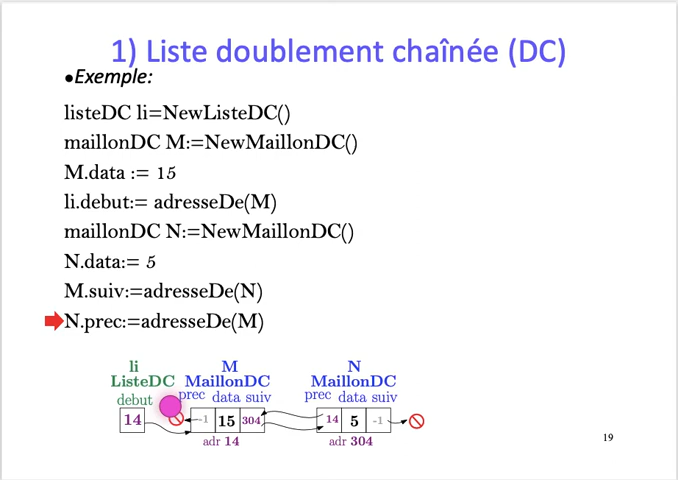 1) Liste doublement chaînée (DC)
•Exemple:
listeDC li=NewListeDC()
maillonDC M:=NewMaillonDC()
M.data := 15
li.debut:= adresseDe(M)
maillonDC N:=NewMaillonDC()
N.data:= 5
M.suiv:=adresseDe(N)
N.prec:=adresseDe(M)
li M N
ListeDC MaillonDC MaillonDC
debut prec data suiv prec data suiv
14 -1 15 304 14 5 -1
adr 14 adr 304
19